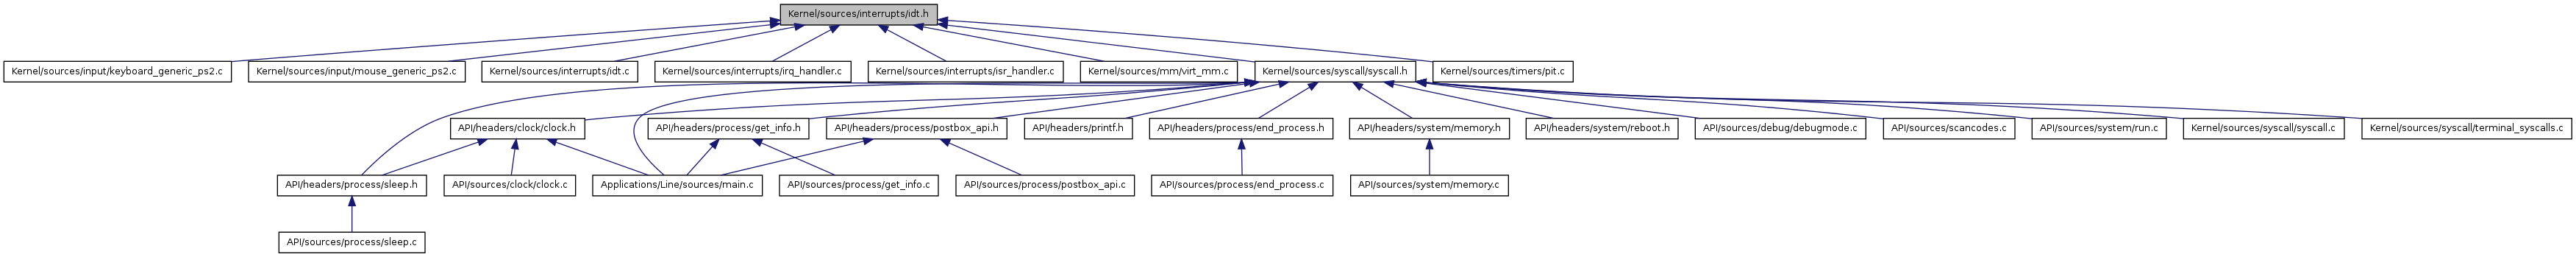 Kernel/sources/interrupts/idt.h
Kernel/sources/input/keyboard_generic_ps2.c
Kernel/sources/input/mouse_generic_ps2.c
Kernel/sources/interrupts/idt.c
Kernel/sources/interrupts/irq_handler.c
Kernel/sources/interrupts/isr_handler.c
Kernel/sources/mm/virt_mm.c
Kernel/sources/syscall/syscall.h
Kernel/sources/timers/pit.c
API/headers/clock/clock.h
API/headers/process/get_info.h
API/headers/process/postbox_api.h
API/headers/printf.h
API/headers/process/end_process.h
API/headers/system/memory.h
API/headers/system/reboot.h
API/sources/debug/debugmode.c
API/sources/scancodes.c
API/sources/system/run.c
Kernel/sources/syscall/syscall.c
Kernel/sources/syscall/terminal_syscalls.c
API/headers/process/sleep.h
API/sources/clock/clock.c
Applications/Line/sources/main.c
API/sources/process/get_info.c
API/sources/process/postbox_api.c
API/sources/process/end_process.c
API/sources/system/memory.c
API/sources/process/sleep.c